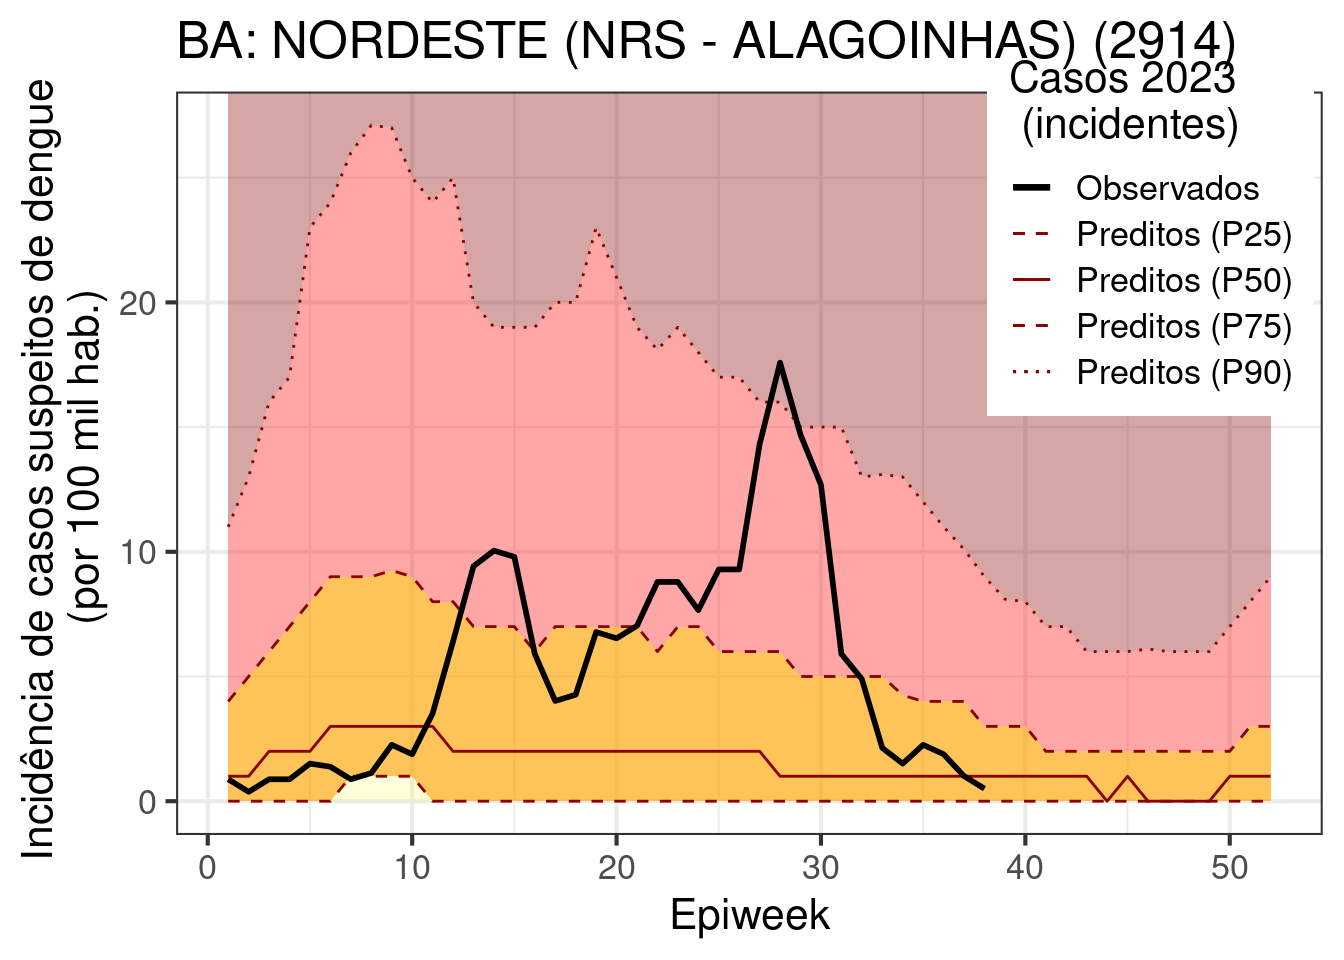 BA: NORDESTE (NRS - ALAGOINHAS) (2914)
Casos 2023
(incidentes)
Observados
Preditos (P25)
Preditos (P50)
Preditos (P75)
Preditos (P90)
Incidência de casos suspeitos de dengue
(por 100 mil hab.)
20
10
0
0 10 20 30 40 50
Epiweek